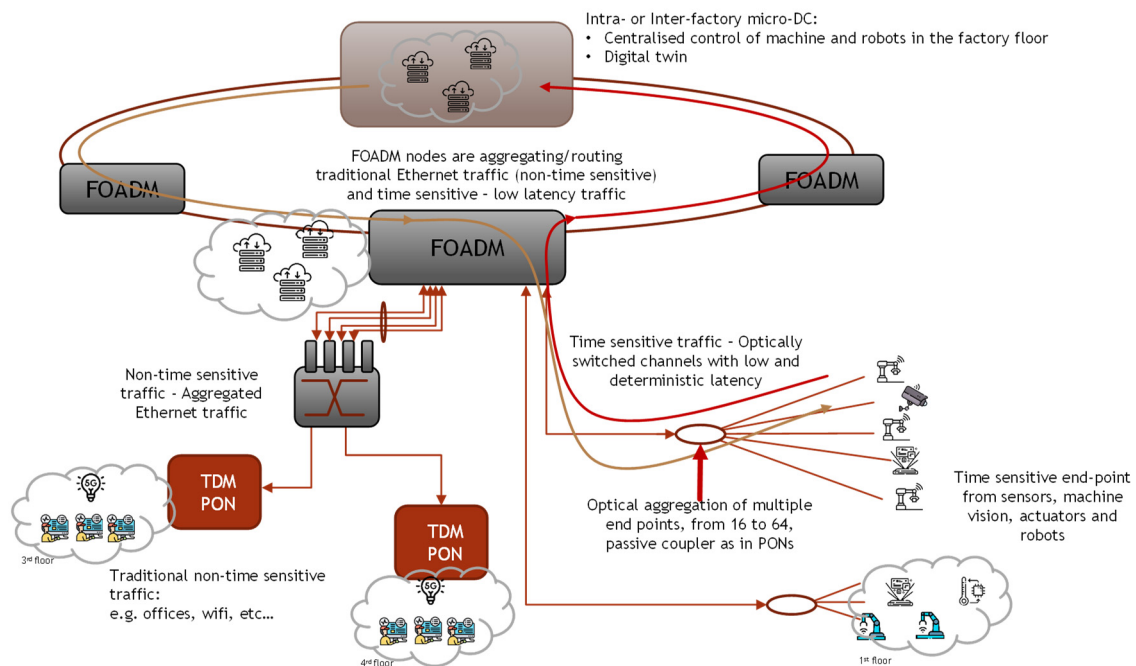 Intra- or Inter-factory micro-DC:
• Centralised control of machine and robots in the factory floor
• Digital twin
FOADM nodes are aggregating/routing
traditional Ethernet traffic (non-time sensitive)
and time sensitive – low latency traffic
FOADM
FOADM
FOADM
Time sensitive traffic – Optically
switched channels with low and
deterministic latency
Non-time sensitive
traffic - Aggregated
Ethernet traffic
TDM
PON
5G
3rd floor
Traditional non-time sensitive
traffic:
e.g. offices, wifi, etc…
TDM
PON
5G
4rd floor
Optical aggregation of multiple
end points, from 16 to 64,
passive coupler as in PONs
Time sensitive end-point
from sensors, machine
vision, actuators and
robots
1st floor